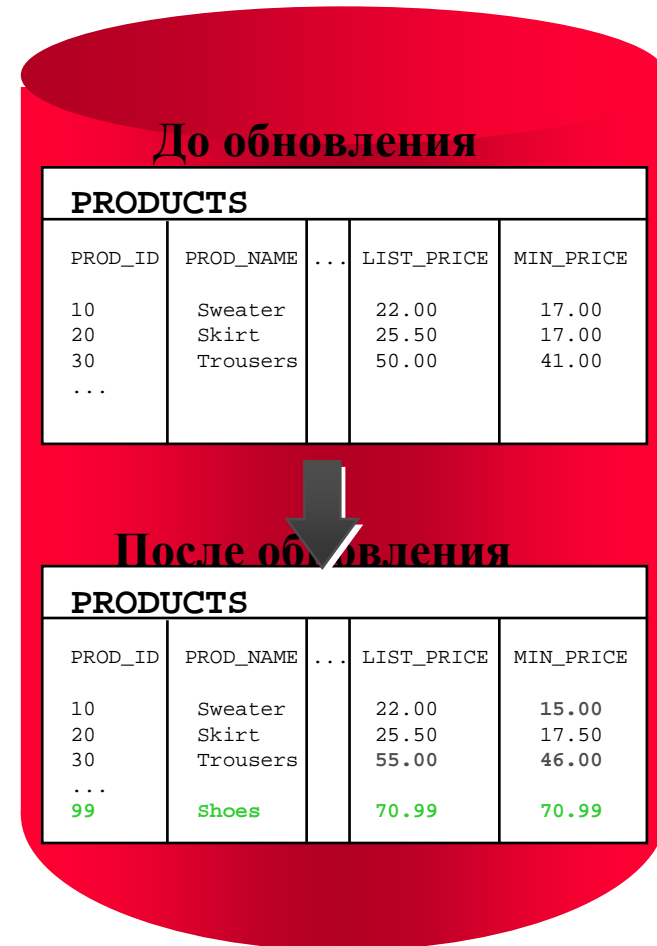 До обновления
PRODUCTS
PROD_ID PROD_NAME ... LIST_PRICE MIN_PRICE
10 Sweater 22.00 17.00
20 Skirt 25.50 17.00
30 Trousers 50.00 41.00
...
После обновления
PRODUCTS
PROD_ID PROD_NAME ... LIST_PRICE MIN_PRICE
10 Sweater 22.00 15.00
20 Skirt 25.50 17.50
30 Trousers 55.00 46.00
...
99 Shoes 70.99 70.99